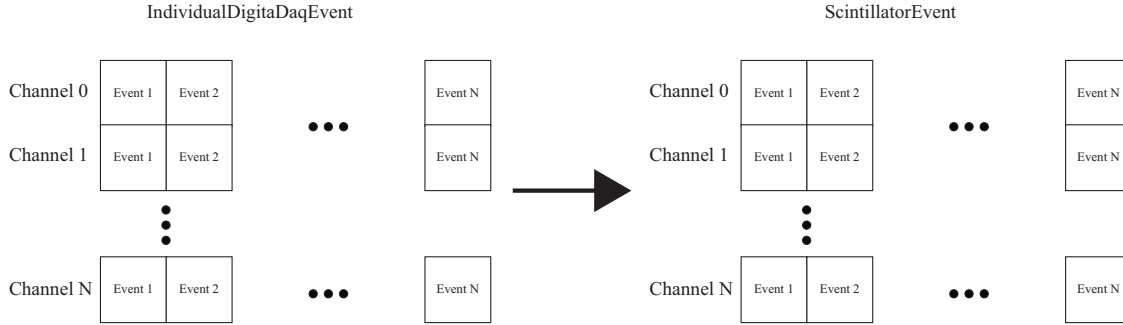 IndividualDigitaDaqEvent ScintillatorEvent
Channel 0 Event 1 Event 2 Event N Channel 0 Event 1 Event 2 Event N
Channel 1 Event 1 Event 2 Event N Channel 1 Event 1 Event 2 Event N
Channel N Event 1 Event 2 Event N Channel N Event 1 Event 2 Event N